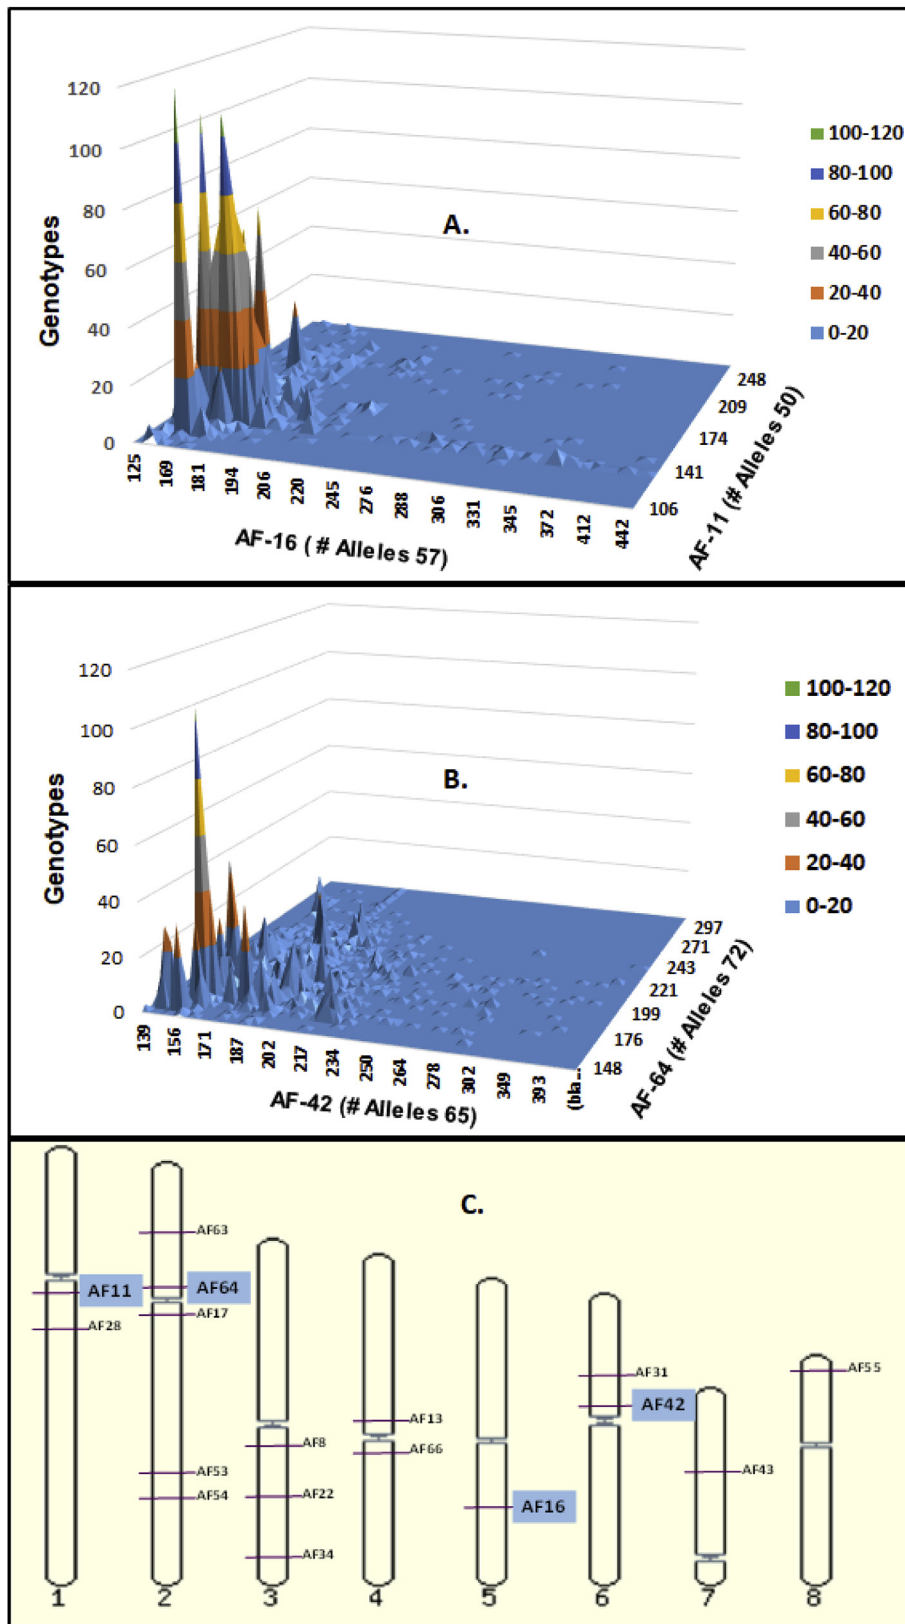 120
100
80
60
40
20
0
Genotypes
A.
100-120
80-100
60-80
40-60
20-40
0-20
125
169
181
194
206
220
245
276
288
306
331
345
372
412
442
AF-16 ( # Alleles 57)
106
141
174
209
248
AF-11 (# Alleles 50)
120
100
80
60
40
20
0
Genotypes
B.
100-120
80-100
60-80
40-60
20-40
0-20
139
156
171
187
202
217
234
250
264
278
302
349
393
(bla...
AF-42 (# Alleles 65)
148
176
199
221
243
271
297
AF-64 (# Alleles 72)
C.
AF11
AF28
AF63
AF64
AF17
AF53
AF54
AF8
AF22
AF34
AF13
AF66
AF16
AF31
AF42
AF43
AF55
1 2 3 4 5 6 7 8